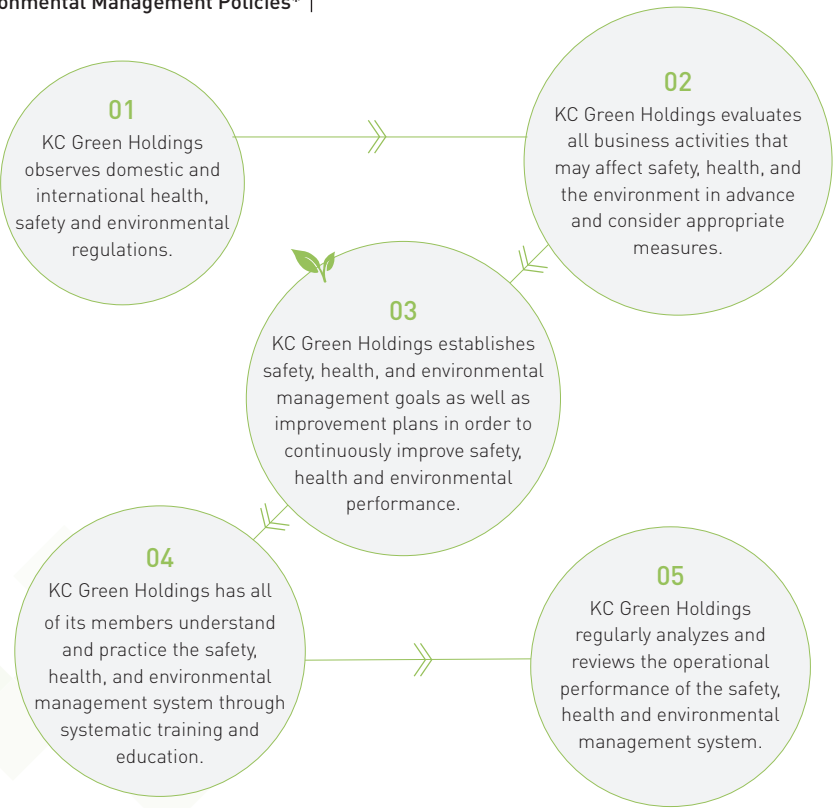 onmental Management Policies* |
01
KC Green Holdings
observes domestic and
international health,
safety and environmental
regulations.
02
KC Green Holdings evaluates
all business activities that
may affect safety, health, and
the environment in advance
and consider appropriate
measures.
03
KC Green Holdings establishes
safety, health, and environmental
management goals as well as
improvement plans in order to
continuously improve safety,
health and environmental
performance.
04
KC Green Holdings has all
of its members understand
and practice the safety,
health, and environmental
management system through
systematic training and
education.
05
KC Green Holdings
regularly analyzes and
reviews the operational
performance of the safety,
health and environmental
management system.